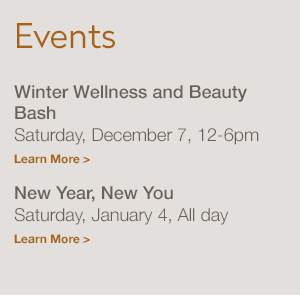 Events
Winter Wellness and Beauty
Bash
Saturday, December 7, 12-6pm
Learn More >
New Year, New You
Saturday, January 4, All day
Learn More >